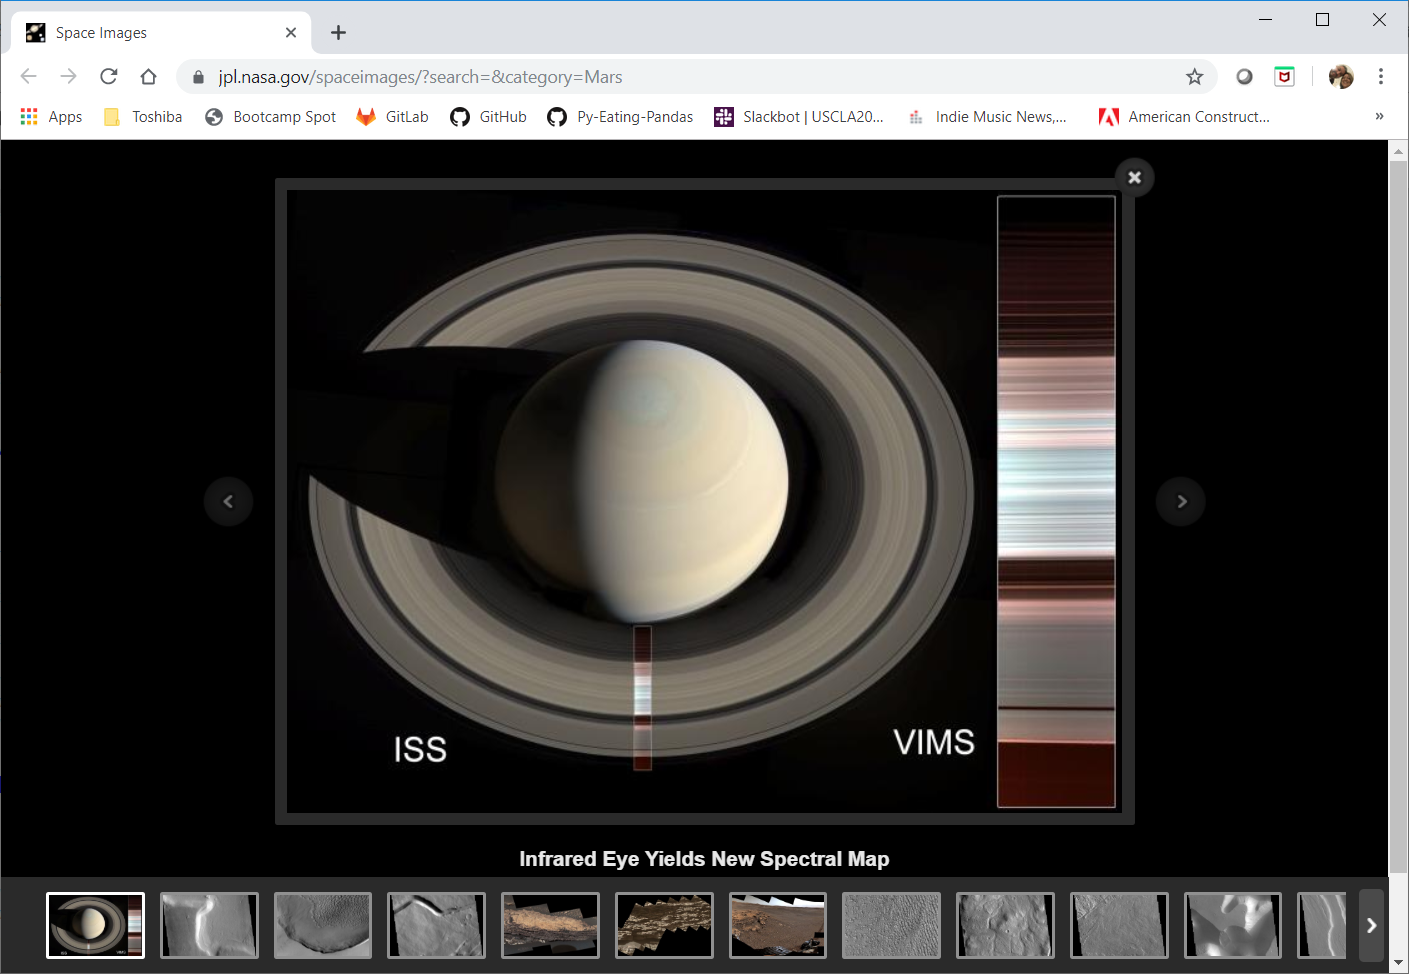 Space Images
jpl.nasa.gov/spaceimages/?search=&category=Mars
Apps Toshiba Bootcamp Spot GitLab GitHub Py-Eating-Pandas Slackbot | USCLA20... Indie Music News,... American Construct... »
ISS
VIMS
Infrared Eye Yields New Spectral Map